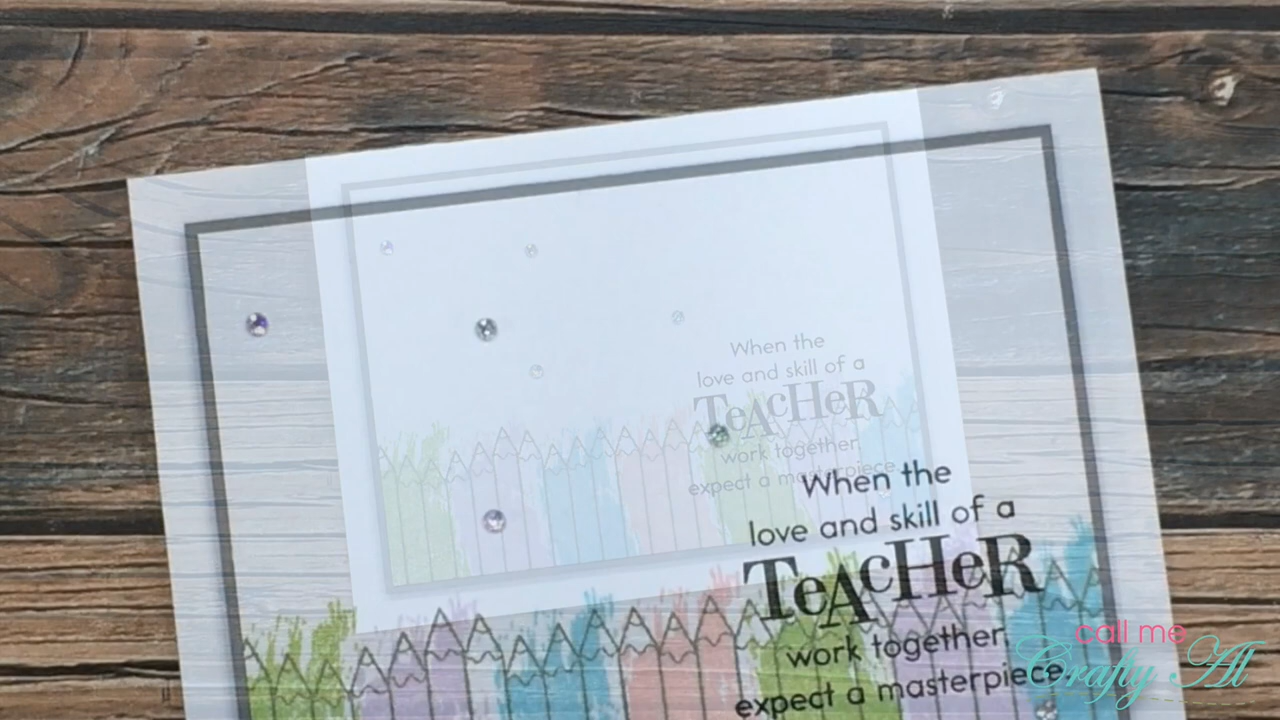 When the
love and skill of a
TeAcHeR
work together,
expect a masterpiece.
When the
love and skill of a
TeAcHeR
work together,
expect a masterpiece.
call me
Crafty Al